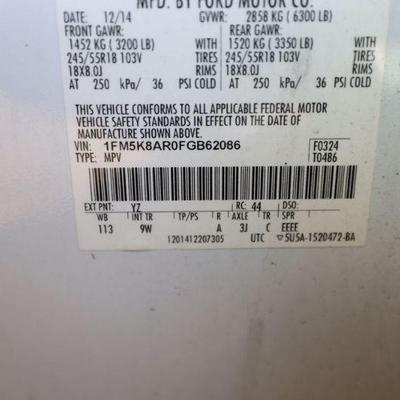 MFD. BY FORD MOTOR CO.
DATE: 12/14 GVWR: 2858 KG ( 6300 LB)
FRONT GAWR: REAR GAWR:
1452 KG ( 3200 LB) WITH 1520 KG ( 3350 LB) WITH
245/55R18 103V TIRES 245/55R18 103V TIRES
18X8.0J RIMS 18X8.0J RIMS
AT 250 kPa/ 36 PSI COLD AT 250 kPa/ 36 PSI COLD
THIS VEHICLE CONFORMS TO ALL APPLICABLE FEDERAL MOTOR
VEHICLE SAFETY STANDARDS IN EFFECT ON THE DATE OF
MANUFACTURE SHOWN ABOVE.
VIN: 1FM5K8AR0FGB62066 F0324
TYPE: MPV T0486
EXT PNT: YZ RC: 44 DSO:
WB INT TR TP/PS R AXLE TR SPR
113 9W A 3J C EEEE
1201412207305 UTC 5U5A-1520472-BA